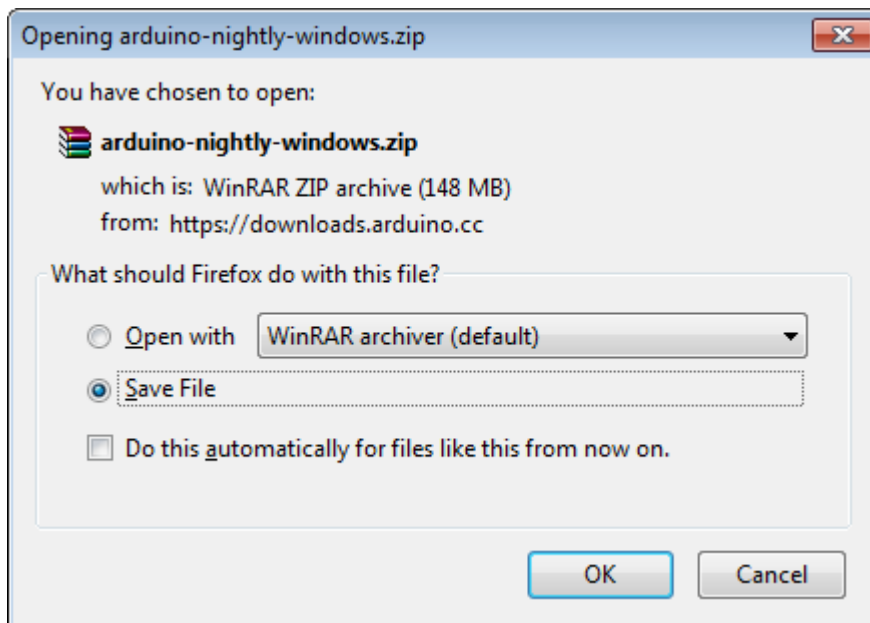 Opening arduino-nightly-windows.zip
You have chosen to open:
arduino-nightly-windows.zip
which is: WinRAR ZIP archive (148 MB)
from: https://downloads.arduino.cc
What should Firefox do with this file?
Open with WinRAR archiver (default)
Save File
Do this automatically for files like this from now on.
OK Cancel